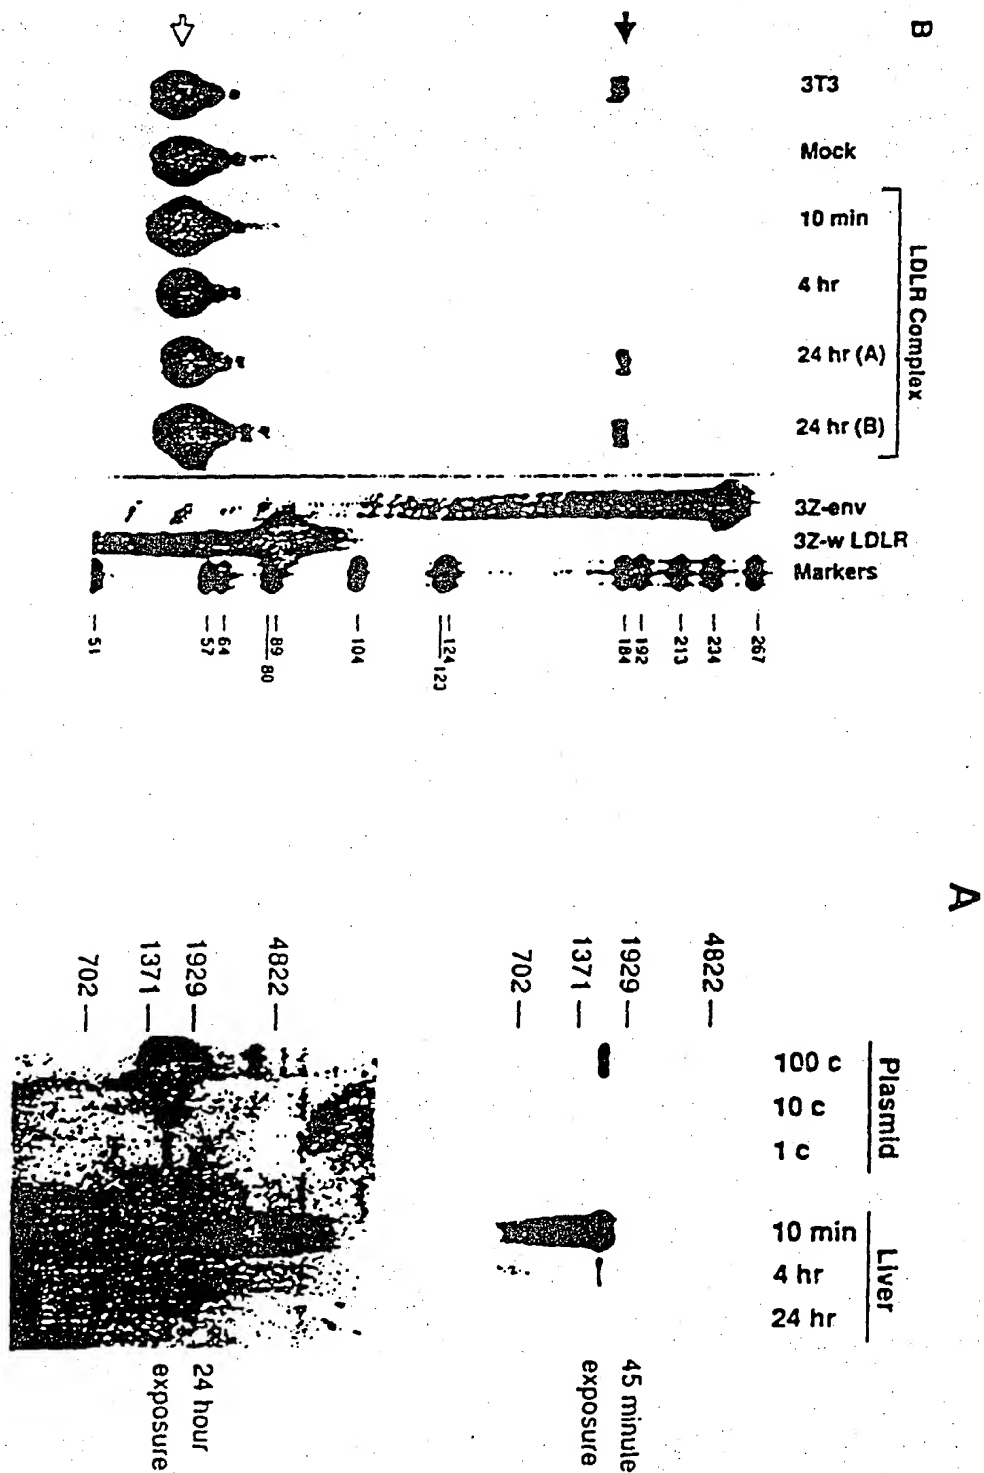 B
3T3
Mock
10 min
4 hr
24 hr (A)
24 hr (B)
LDLR Complex
3Z-env
3Z-w LDLR
Markers
267
234
213
192
184
124
123
104
89
80
64
57
51
A
Plasmid
100 c
10 c
1 c
Liver
10 min
4 hr
24 hr
4822
1929
1371
702
45 minute
exposure
4822
1929
1371
702
24 hour
exposure